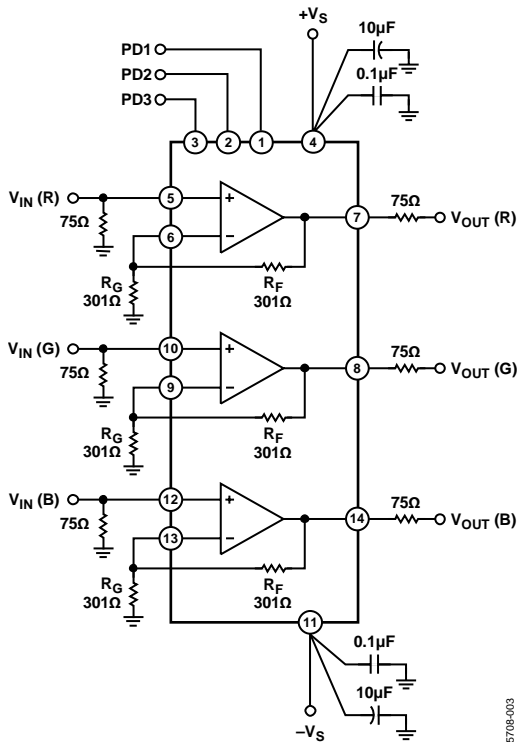 +VS
10µF
0.1µF
PD1
PD2
PD3
3
2
1
4
VIN (R)
75Ω
5
+
6
−
RG
301Ω
RF
301Ω
7
75Ω
VOUT (R)
VIN (G)
75Ω
10
+
9
−
RG
301Ω
RF
301Ω
8
75Ω
VOUT (G)
VIN (B)
75Ω
12
+
13
−
RG
301Ω
RF
301Ω
14
75Ω
VOUT (B)
11
0.1µF
10µF
−VS
5708-003